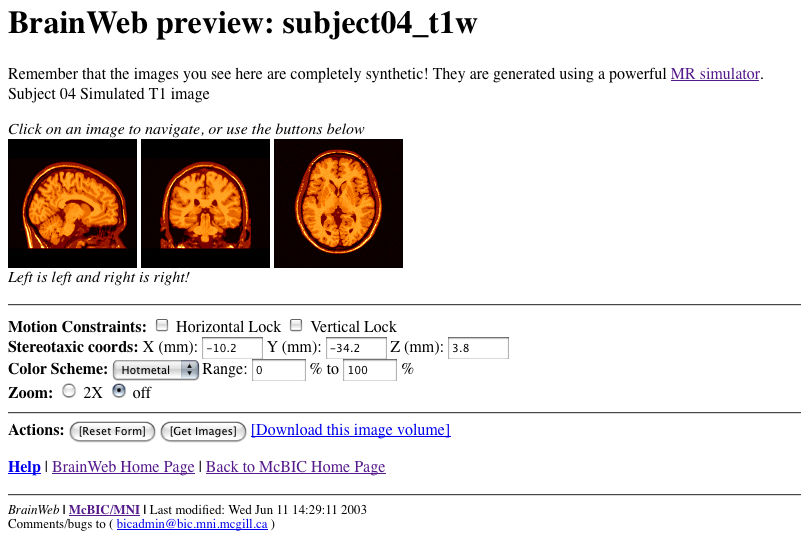 BrainWeb preview: subject04_t1w
Remember that the images you see here are completely synthetic! They are generated using a powerful MR simulator.
Subject 04 Simulated T1 image
Click on an image to navigate, or use the buttons below
Left is left and right is right!
Motion Constraints: Horizontal Lock Vertical Lock
Stereotaxic coords: X (mm): -10.2 Y (mm): -34.2 Z (mm): 3.8
Color Scheme: Hotmetal Range: 0 % to 100 %
Zoom: 2X off
Actions: [Reset Form] [Get Images] [Download this image volume]
Help | BrainWeb Home Page | Back to McBIC Home Page
BrainWeb | McBIC/MNI | Last modified: Wed Jun 11 14:29:11 2003
Comments/bugs to ( bicadmin@bic.mni.mcgill.ca )